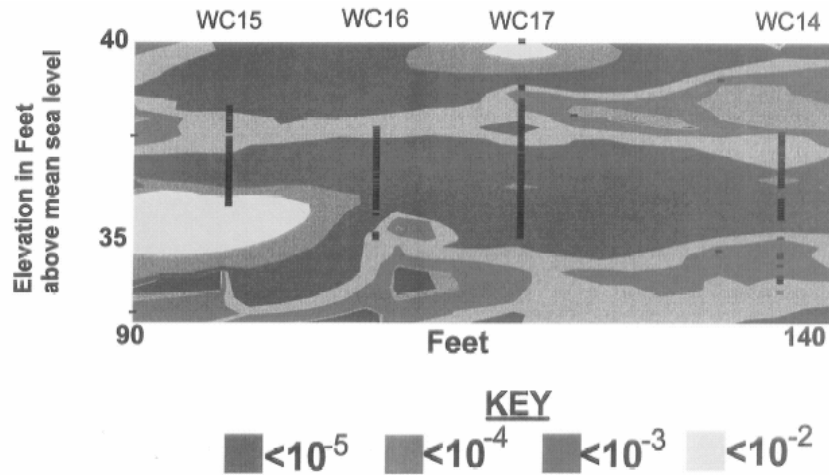 WC15 WC16 WC17 WC14
40
Elevation in Feet
above mean sea level
35
90 Feet 140
KEY
<10⁻⁵ <10⁻⁴ <10⁻³ <10⁻²